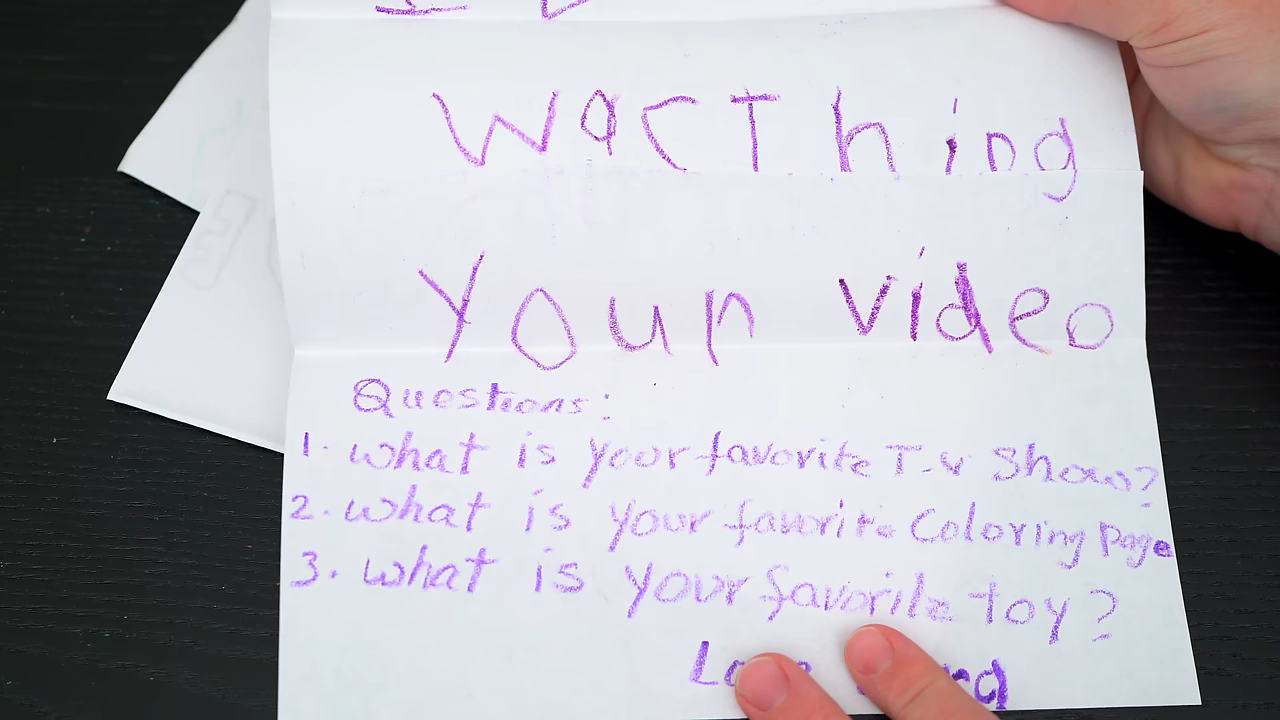 WacThing
your video
Questions:
1. what is your favorite T.v Show?
2. what is your favorite Coloring page
3. what is your favorite toy?